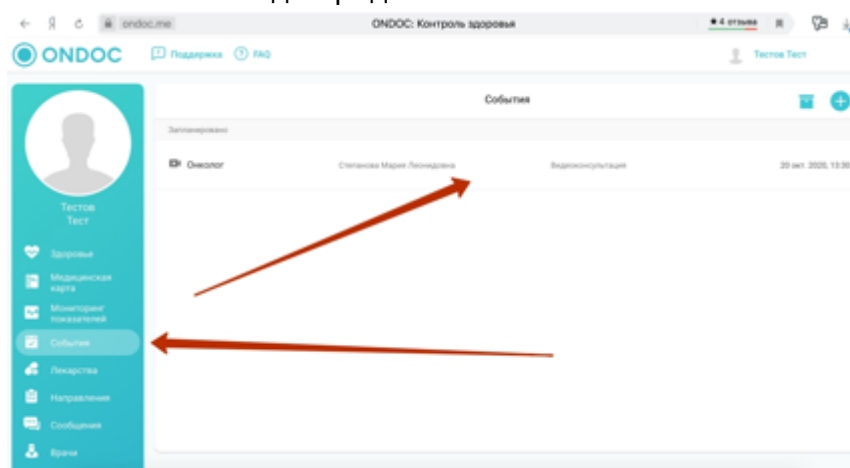 ondoc.me
ONDOC: Контроль здоровья
4 отзыва
ONDOC
Поддержка
FAQ
Тестов Тест
События
Запланировано
Онколог
Степанова Мария Леонидовна
Видеоконсультация
20 окт. 2020, 13:30
Тестов
Тест
Здоровье
Медицинская
карта
Мониторинг
показателей
События
Лекарства
Направления
Сообщения
Врачи